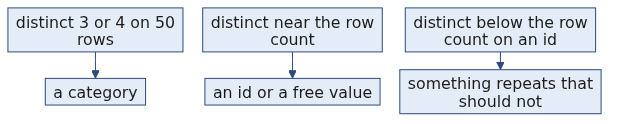 distinct 3 or 4 on 50
rows
a category
distinct near the row
count
an id or a free value
distinct below the row
count on an id
something repeats that
should not